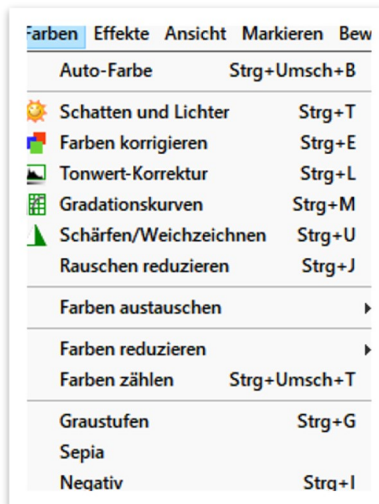 Farben Effekte Ansicht Markieren Bew
Auto-Farbe Strg+Umsch+B
Schatten und Lichter Strg+T
Farben korrigieren Strg+E
Tonwert-Korrektur Strg+L
Gradationskurven Strg+M
Schärfen/Weichzeichnen Strg+U
Rauschen reduzieren Strg+J
Farben austauschen
Farben reduzieren
Farben zählen Strg+Umsch+T
Graustufen Strg+G
Sepia
Negativ Strg+I